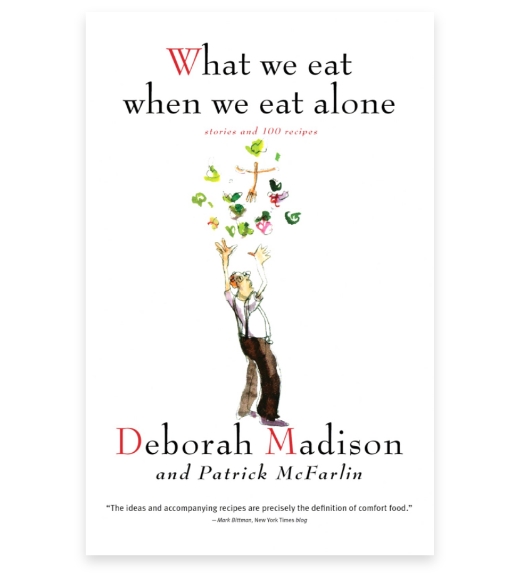 What we eat
when we eat alone
stories and 100 recipes
Deborah Madison
and Patrick McFarlin
“The ideas and accompanying recipes are precisely the definition of comfort food.”
— Mark Bittman, New York Times blog